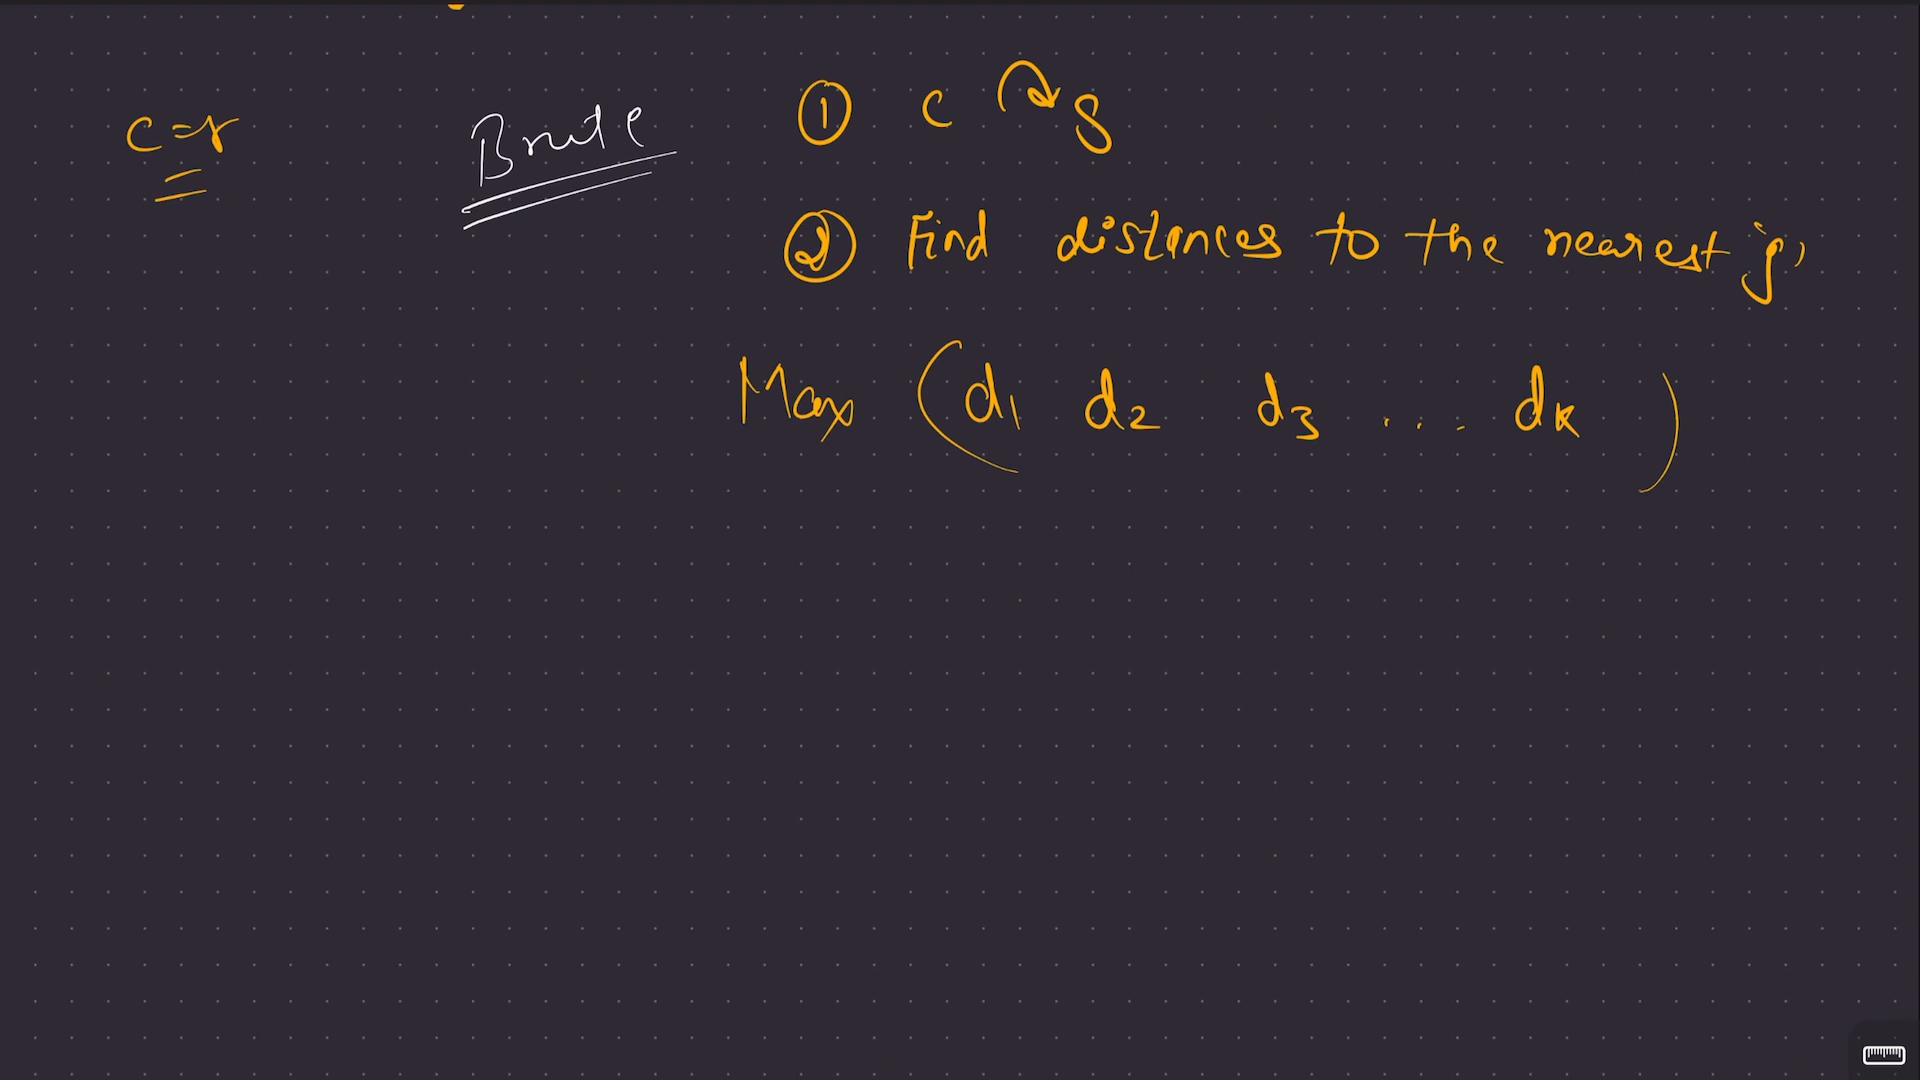 c=r
Brute
① c s
② Find distances to the nearest 'g'
Max (d1 d2 d3 ... dk)